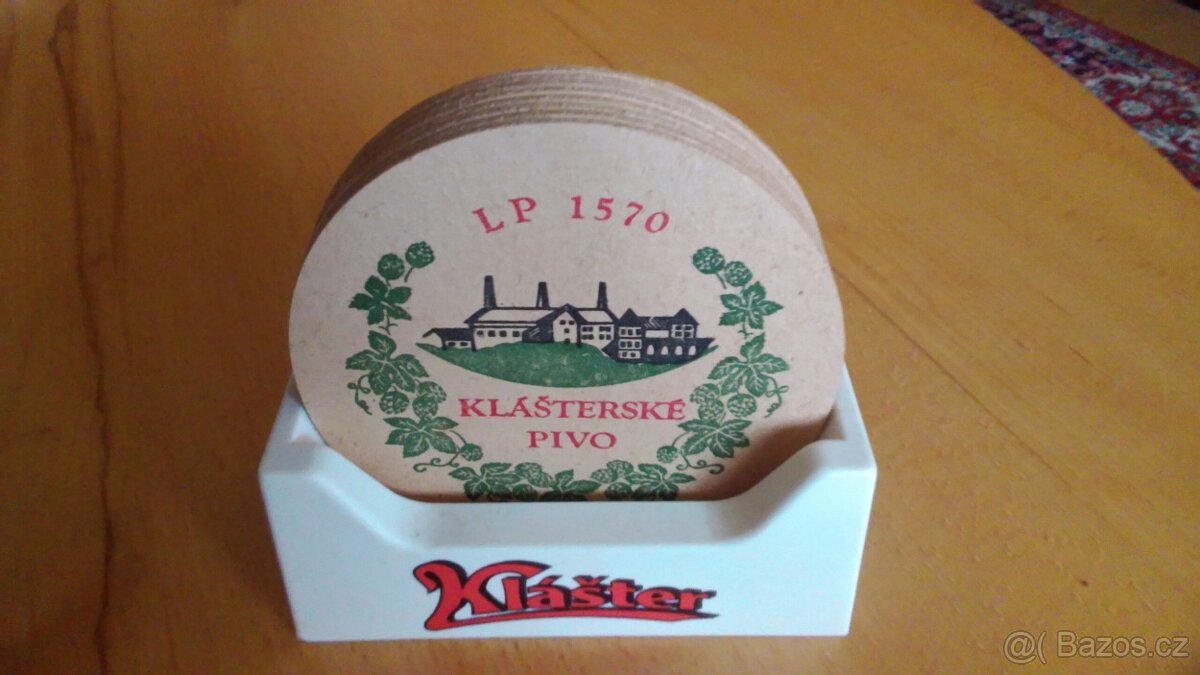 LP 1570
KLÁŠTERSKÉ
PIVO
Klášter
@( Bazos.cz